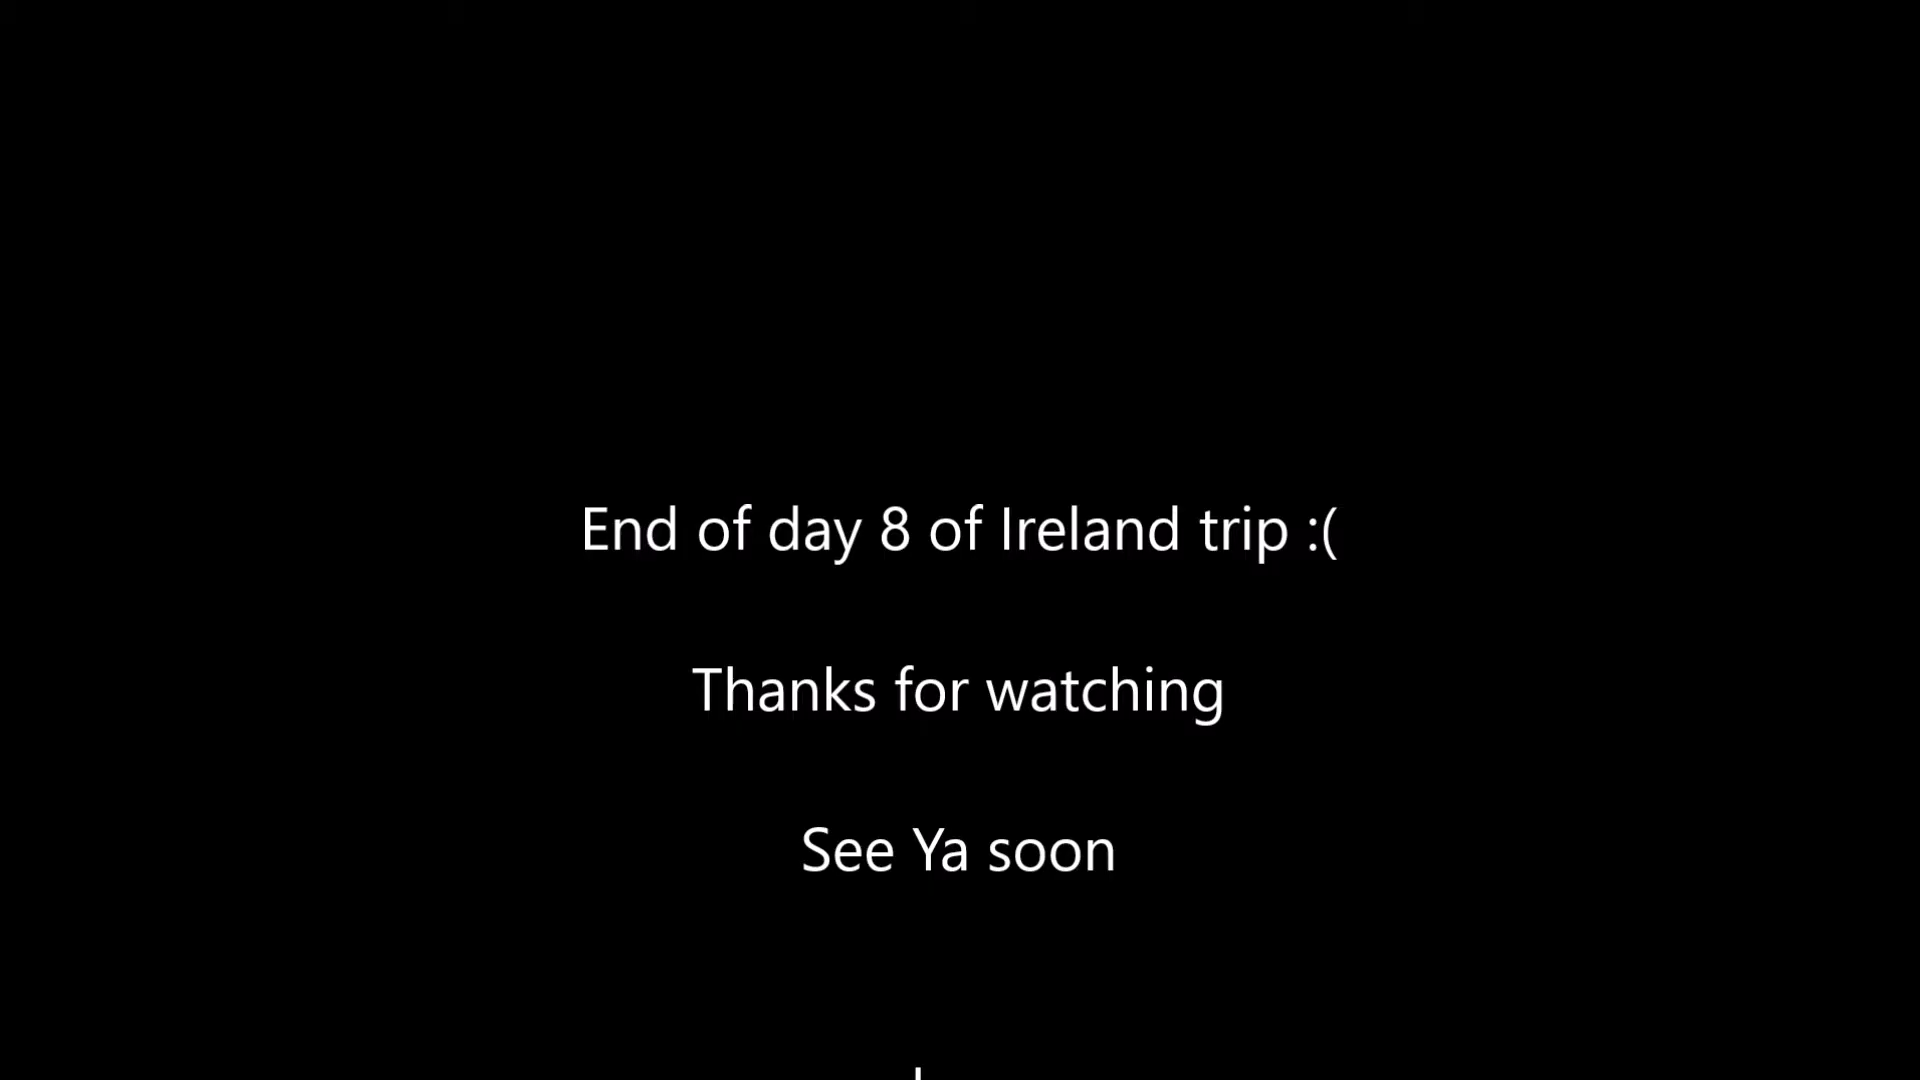 End of day 8 of Ireland trip :(
Thanks for watching
See Ya soon